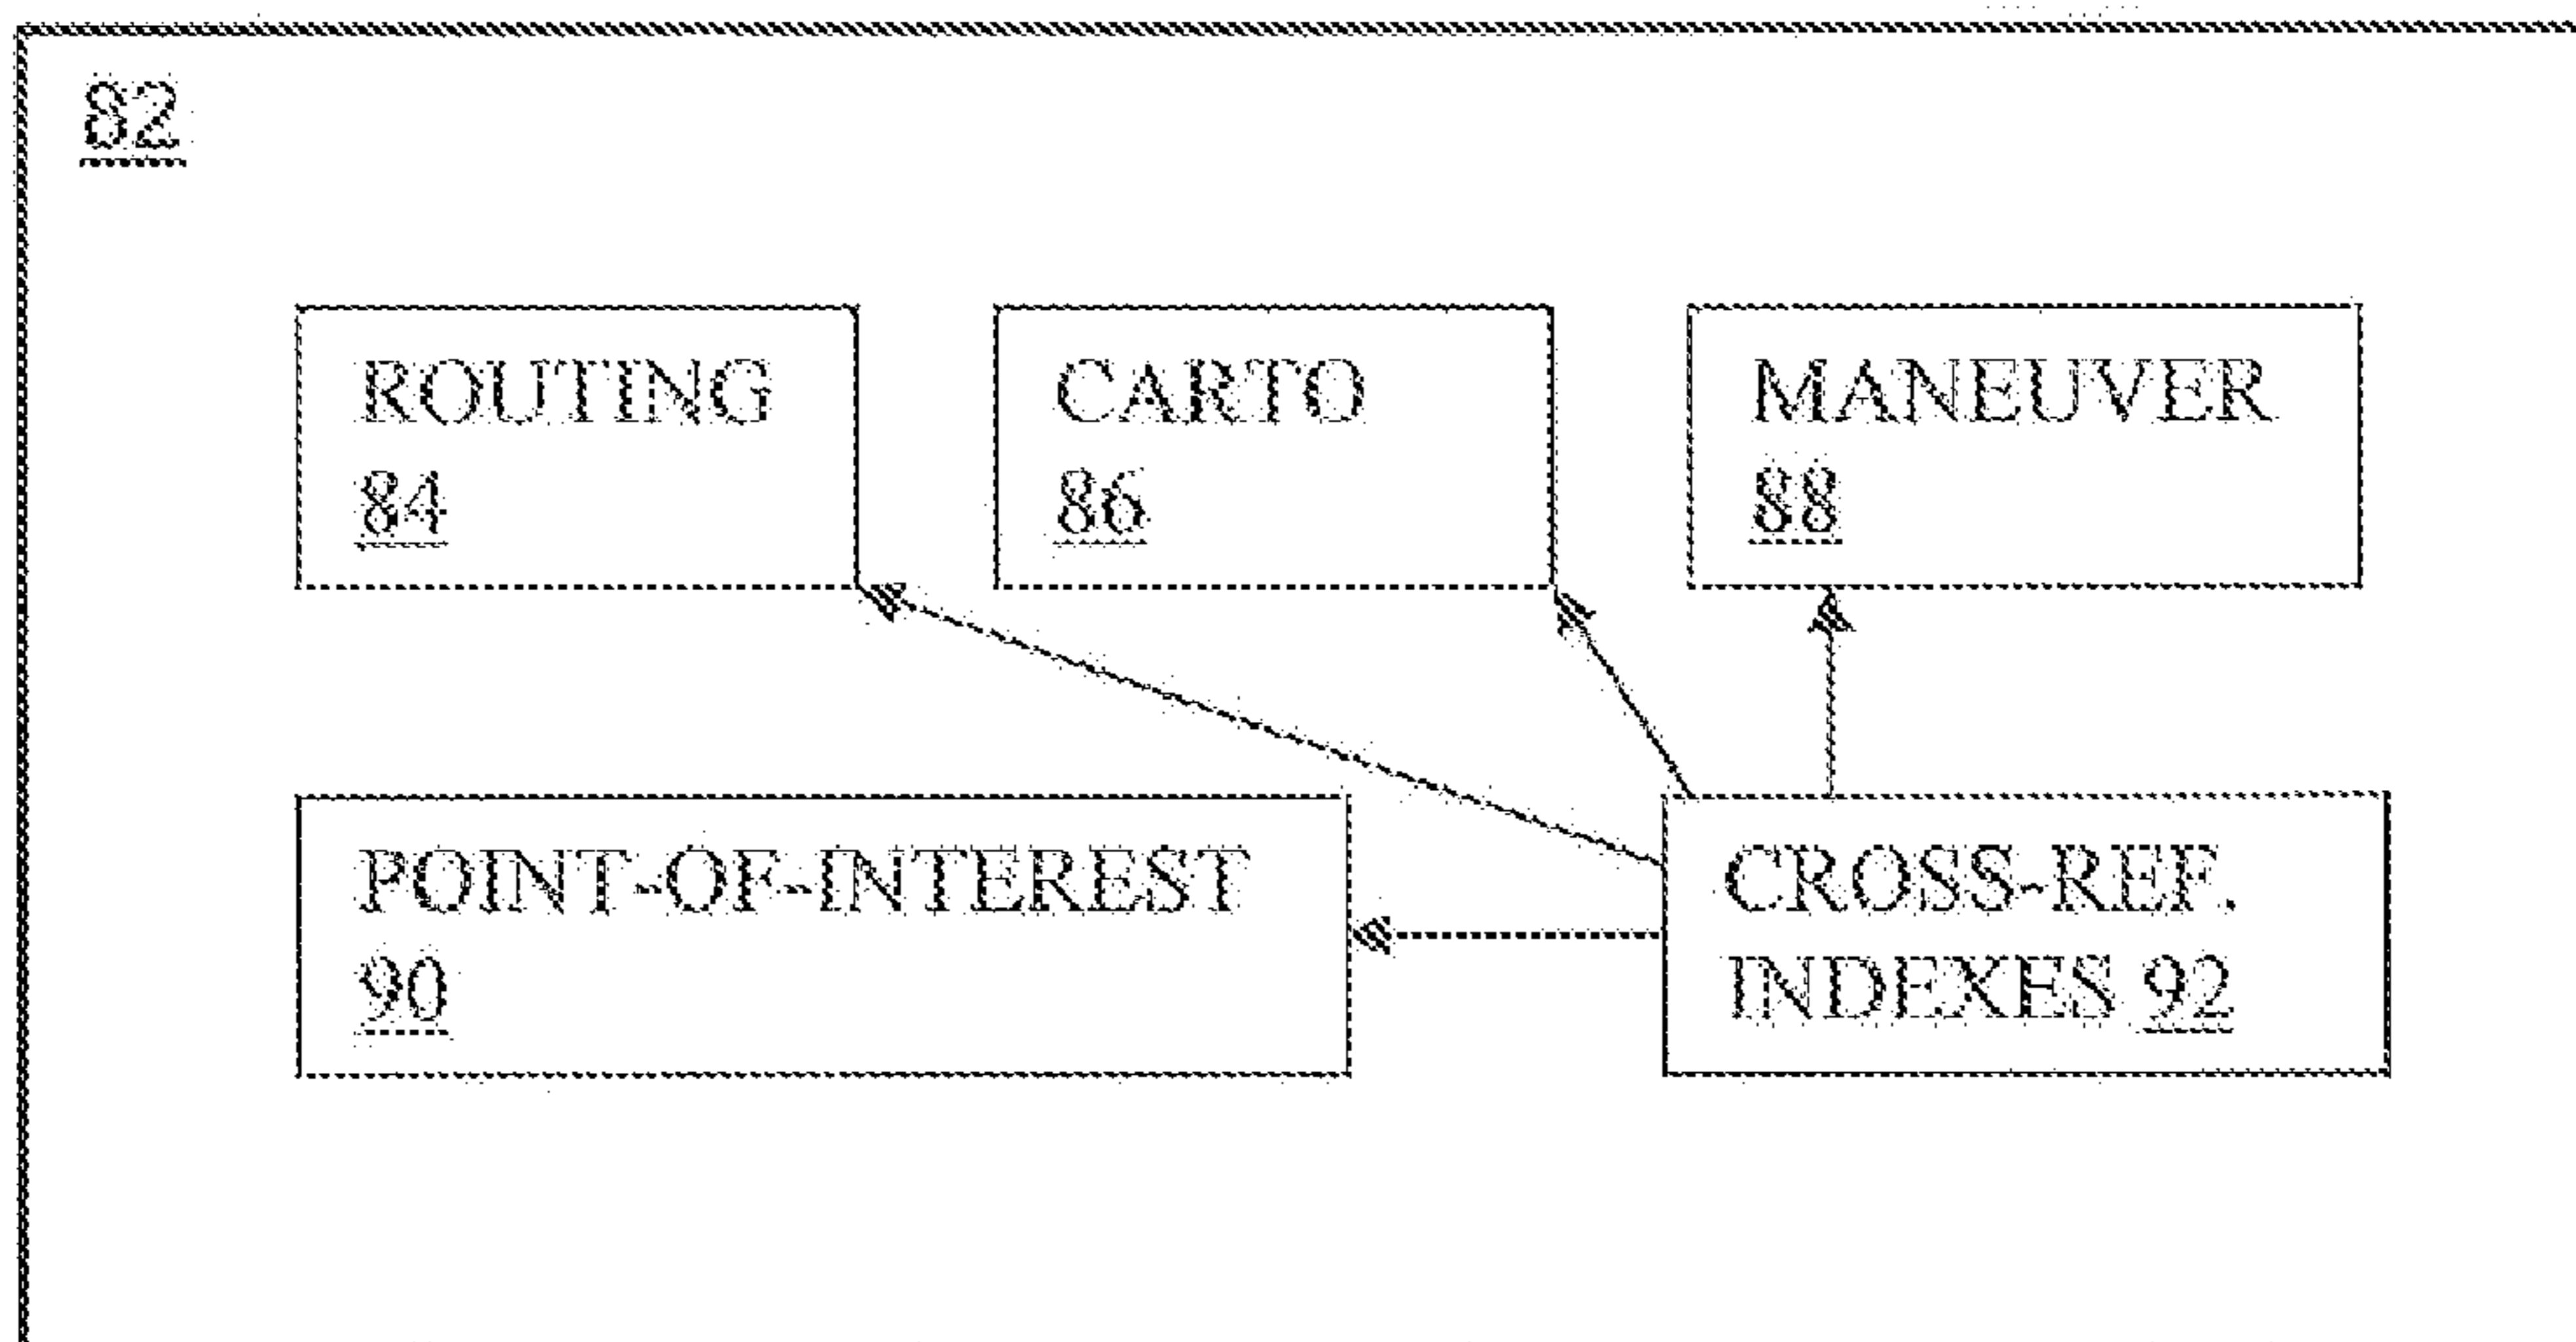 82
ROUTING
84
CARTO
86
MANEUVER
88
POINT-OF-INTEREST
90
CROSS-REF.
INDEXES 92